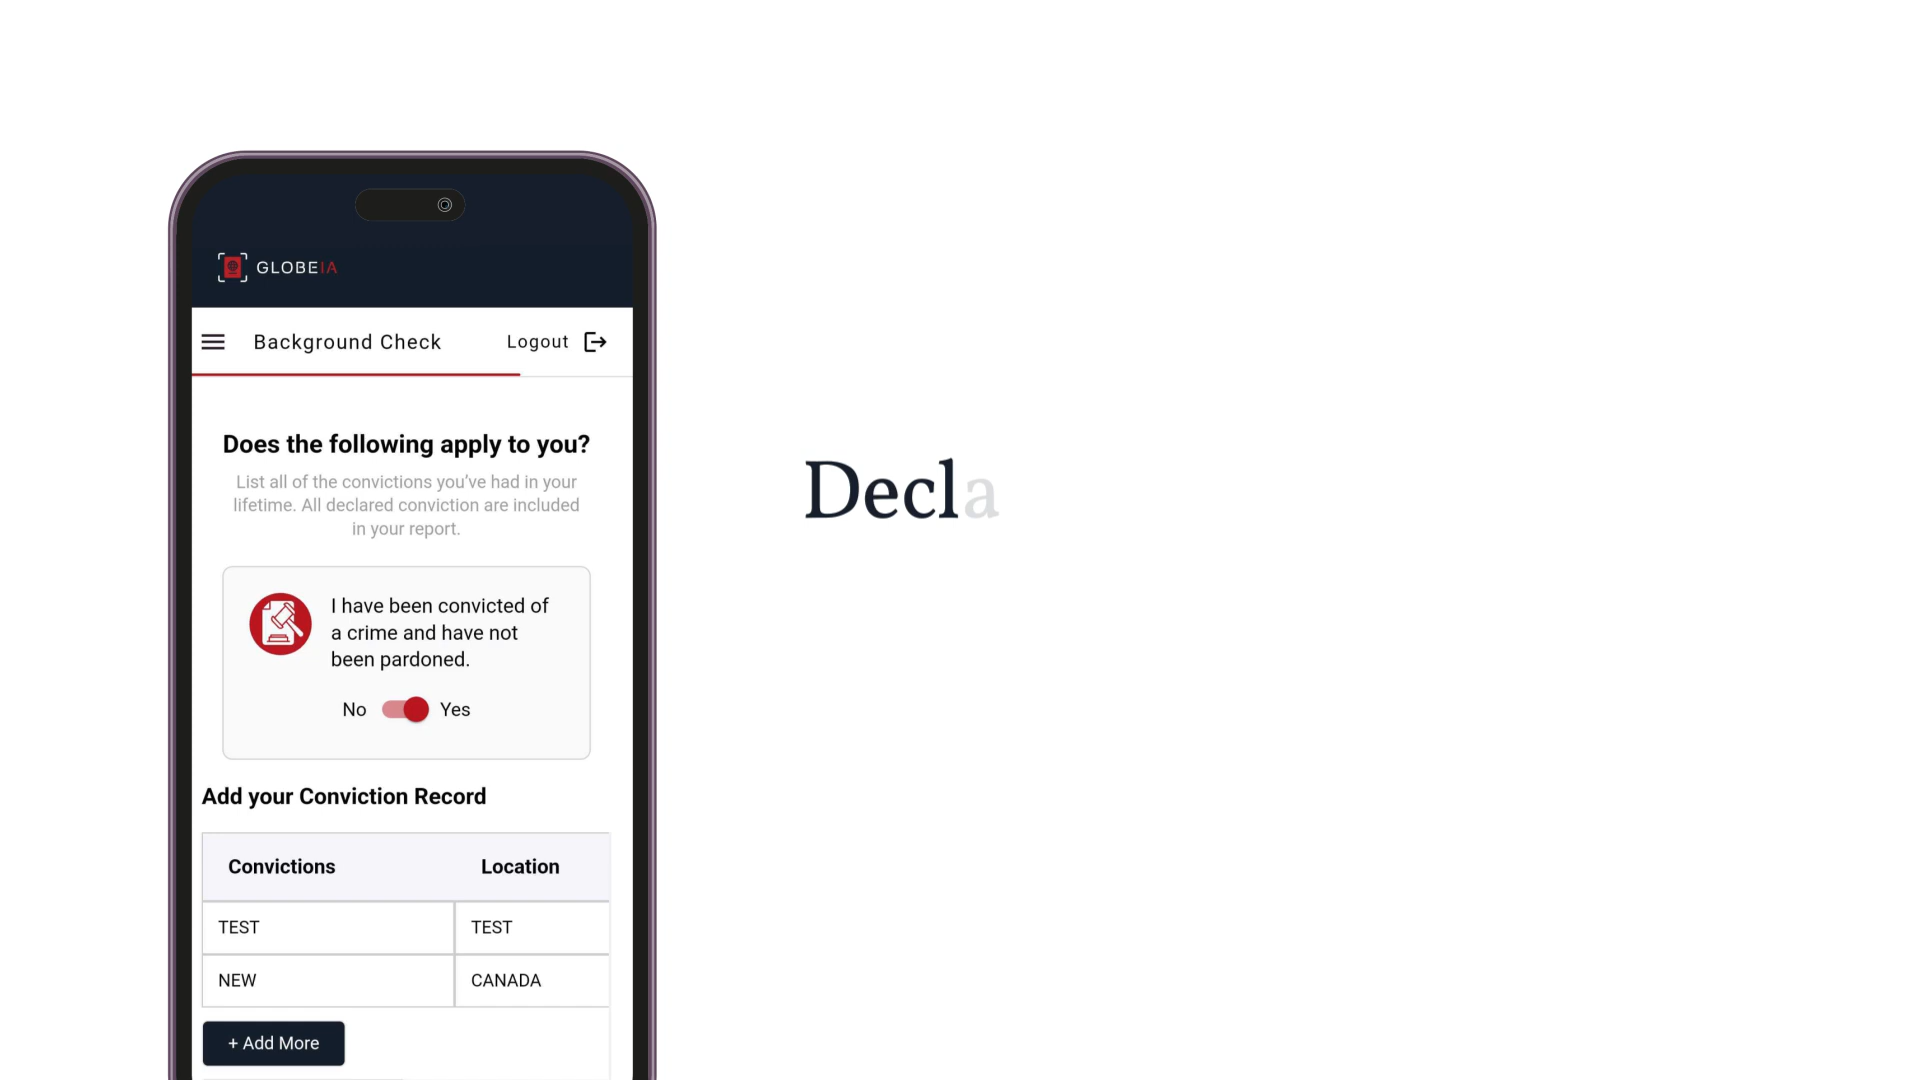 GLOBEIA
Background Check
Logout
Does the following apply to you?
List all of the convictions you’ve had in your
lifetime. All declared conviction are included
in your report.
I have been convicted of
a crime and have not
been pardoned.
No
Yes
Add your Conviction Record
Convictions
Location
TEST
TEST
NEW
CANADA
+ Add More
Decla